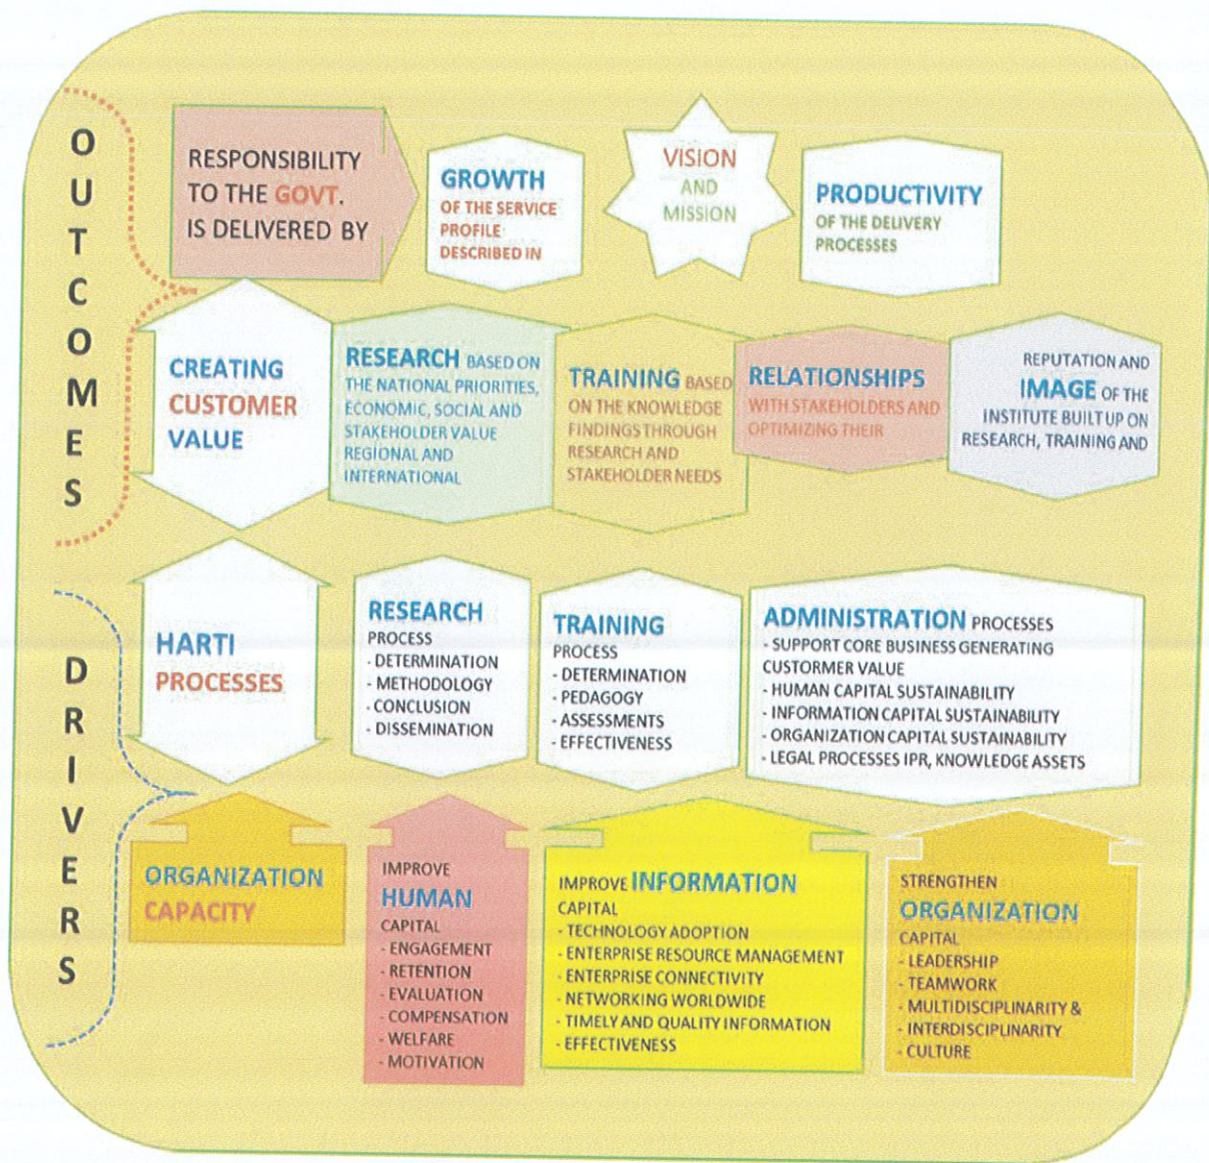 OUTCOMES
RESPONSIBILITY
TO THE GOVT.
IS DELIVERED BY
GROWTH
OF THE SERVICE
PROFILE
DESCRIBED IN
VISION
AND
MISSION
PRODUCTIVITY
OF THE DELIVERY
PROCESSES
CREATING
CUSTOMER
VALUE
RESEARCH BASED ON
THE NATIONAL PRIORITIES,
ECONOMIC, SOCIAL AND
STAKEHOLDER VALUE
REGIONAL AND
INTERNATIONAL
TRAINING BASED
ON THE KNOWLEDGE
FINDINGS THROUGH
RESEARCH AND
STAKEHOLDER NEEDS
RELATIONSHIPS
WITH STAKEHOLDERS AND
OPTIMIZING THEIR
REPUTATION AND
IMAGE OF THE
INSTITUTE BUILT UP ON
RESEARCH, TRAINING AND
DRIVERS
HARTI
PROCESSES
RESEARCH
PROCESS
- DETERMINATION
- METHODOLOGY
- CONCLUSION
- DISSEMINATION
TRAINING
PROCESS
- DETERMINATION
- PEDAGOGY
- ASSESSMENTS
- EFFECTIVENESS
ADMINISTRATION PROCESSES
- SUPPORT CORE BUSINESS GENERATING
CUSTORMER VALUE
- HUMAN CAPITAL SUSTAINABILITY
- INFORMATION CAPITAL SUSTAINABILITY
- ORGANIZATION CAPITAL SUSTAINABILITY
- LEGAL PROCESSES IPR, KNOWLEDGE ASSETS
ORGANIZATION
CAPACITY
IMPROVE
HUMAN
CAPITAL
- ENGAGEMENT
- RETENTION
- EVALUATION
- COMPENSATION
- WELFARE
- MOTIVATION
IMPROVE INFORMATION
CAPITAL
- TECHNOLOGY ADOPTION
- ENTERPRISE RESOURCE MANAGEMENT
- ENTERPRISE CONNECTIVITY
- NETWORKING WORLDWIDE
- TIMELY AND QUALITY INFORMATION
- EFFECTIVENESS
STRENGTHEN
ORGANIZATION
CAPITAL
- LEADERSHIP
- TEAMWORK
- MULTIDISCIPLINARITY &
- INTERDISCIPLINARITY
- CULTURE